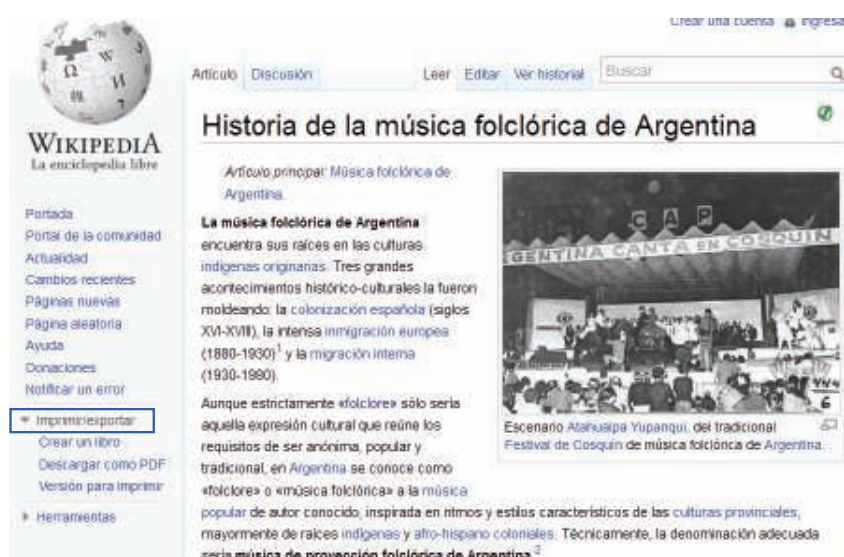 Crear una cuenta ingresa
WIKIPEDIA
La enciclopedia libre
Artículo Discusión Leer Editar Ver historial Buscar
Historia de la música folclórica de Argentina
Portada
Portal de la comunidad
Actualidad
Cambios recientes
Páginas nuevas
Página aleatoria
Ayuda
Donaciones
Notificar un error
Imprimir/exportar
Crear un libro
Descargar como PDF
Versión para imprimir
Herramientas
Artículo principal: Música folclórica de
Argentina.
La música folclórica de Argentina
encuentra sus raíces en las culturas
indígenas originarias. Tres grandes
acontecimientos histórico-culturales la fueron
moldeando: la colonización española (siglos
XVI-XVIII), la intensa inmigración europea
(1880-1930)1 y la migración interna
(1930-1980).
Aunque estrictamente «folclore» sólo sería
aquella expresión cultural que reúne los
requisitos de ser anónima, popular y
tradicional, en Argentina se conoce como
«folclore» o «música folclórica» a la música
popular de autor conocido, inspirada en ritmos y estilos característicos de las culturas provinciales,
mayormente de raíces indígenas y afro-hispano coloniales. Técnicamente, la denominación adecuada
sería música de proyección folclórica de Argentina.2
C A P
GENTINA CANTA EN COSQUIN
6
Escenario Atahualpa Yupanqui, del tradicional
Festival de Cosquín de música folclórica de Argentina.